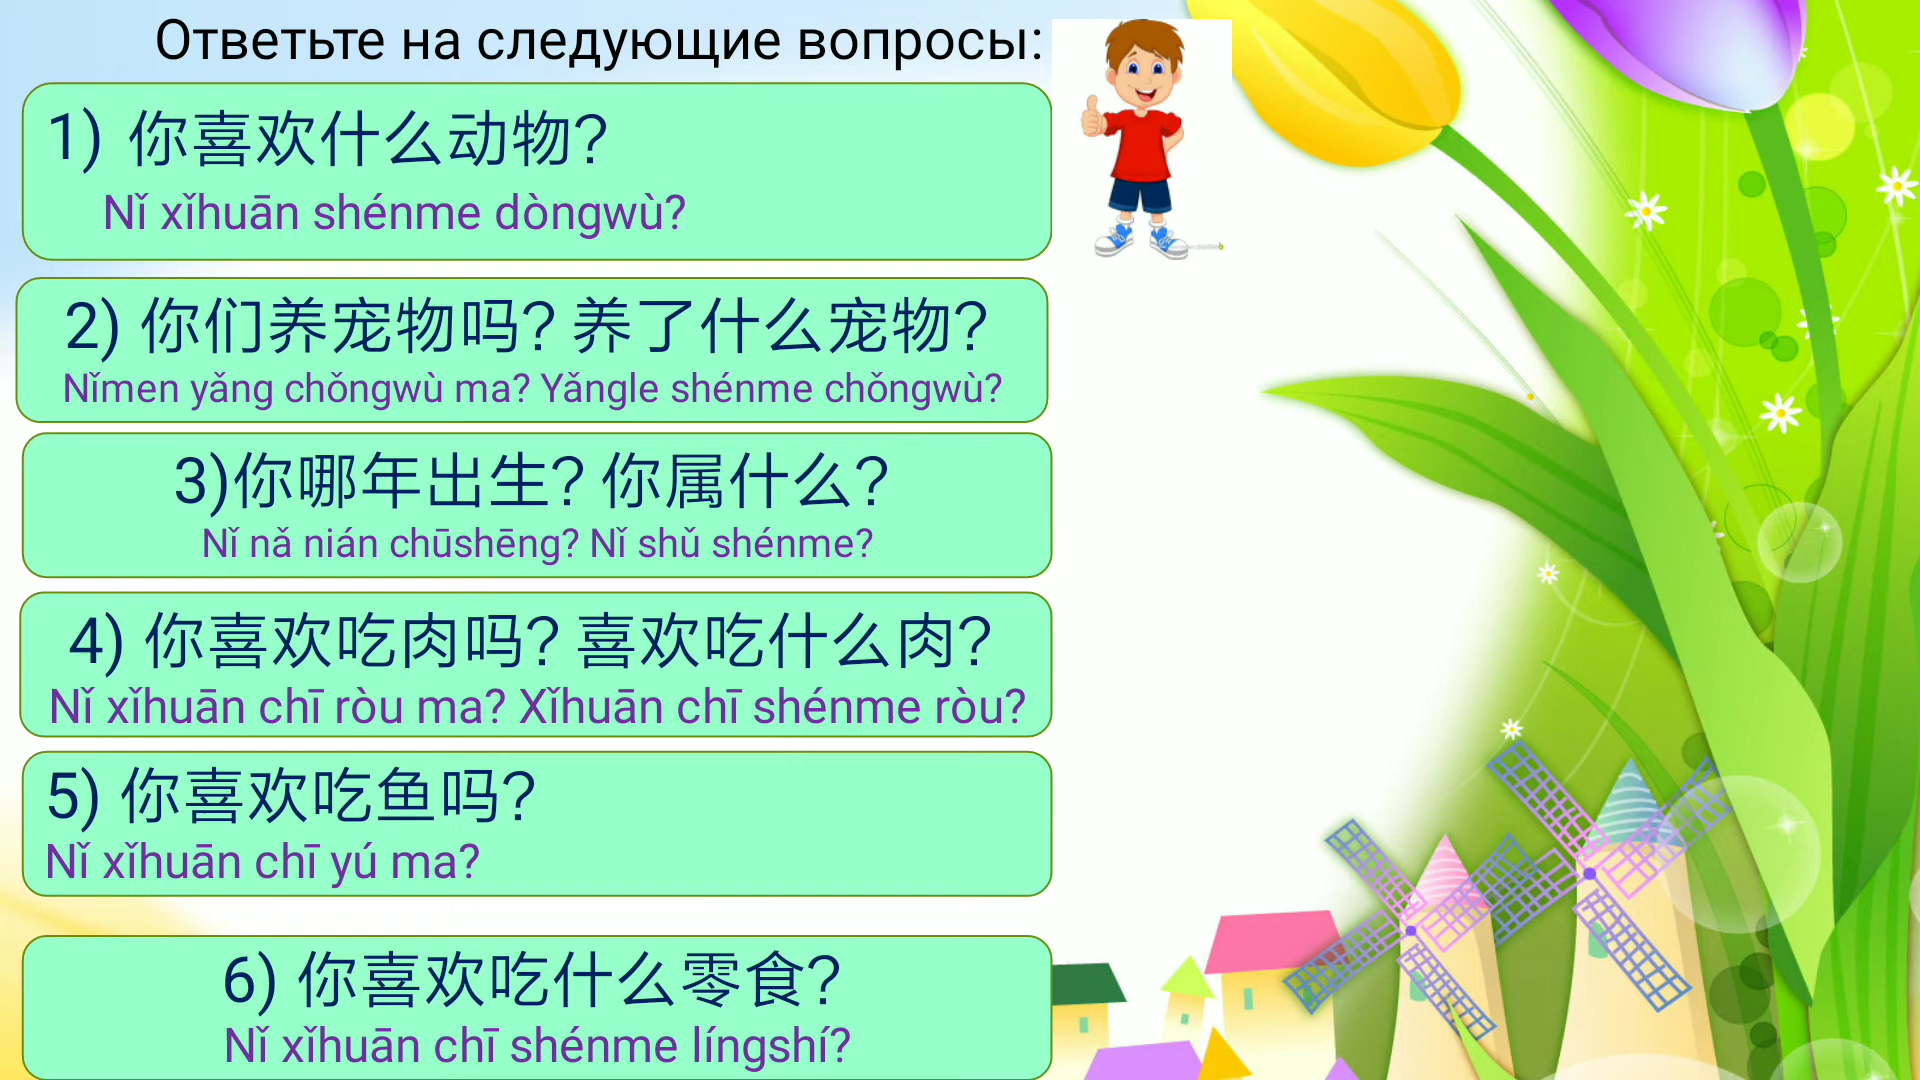 Ответьте на следующие вопросы:
1) 你喜欢什么动物?
Nǐ xǐhuān shénme dòngwù?
2) 你们养宠物吗? 养了什么宠物?
Nǐmen yǎng chǒngwù ma? Yǎngle shénme chǒngwù?
3)你哪年出生? 你属什么?
Nǐ nǎ nián chūshēng? Nǐ shǔ shénme?
4) 你喜欢吃肉吗? 喜欢吃什么肉?
Nǐ xǐhuān chī ròu ma? Xǐhuān chī shénme ròu?
5) 你喜欢吃鱼吗?
Nǐ xǐhuān chī yú ma?
6) 你喜欢吃什么零食?
Nǐ xǐhuān chī shénme língshí?